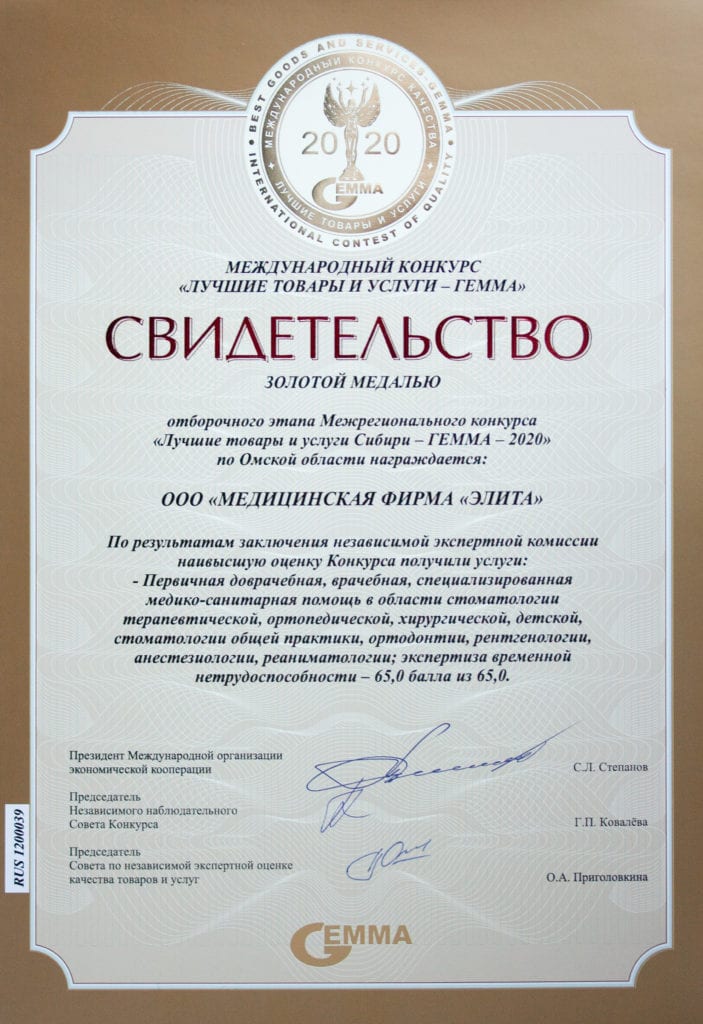 BEST GOODS AND SERVICES-GEMMA
INTERNATIONAL CONTEST OF QUALITY
МЕЖДУНАРОДНЫЙ КОНКУРС КАЧЕСТВА
ЛУЧШИЕ ТОВАРЫ И УСЛУГИ
20 20
GEMMA
МЕЖДУНАРОДНЫЙ КОНКУРС
«ЛУЧШИЕ ТОВАРЫ И УСЛУГИ – ГЕММА»
СВИДЕТЕЛЬСТВО
ЗОЛОТОЙ МЕДАЛЬЮ
отборочного этапа Межрегионального конкурса
«Лучшие товары и услуги Сибири – ГЕММА – 2020»
по Омской области награждается:
ООО «МЕДИЦИНСКАЯ ФИРМА «ЭЛИТА»
По результатам заключения независимой экспертной комиссии
наивысшую оценку Конкурса получили услуги:
- Первичная доврачебная, врачебная, специализированная
медико-санитарная помощь в области стоматологии
терапевтической, ортопедической, хирургической, детской,
стоматологии общей практики, ортодонтии, рентгенологии,
анестезиологии, реаниматологии; экспертиза временной
нетрудоспособности – 65,0 балла из 65,0.
Президент Международной организации
экономической кооперации
С.Л. Степанов
Председатель
Независимого наблюдательного
Совета Конкурса
Г.П. Ковалёва
Председатель
Совета по независимой экспертной оценке
качества товаров и услуг
О.А. Приголовкина
RUS 1200039
GEMMA